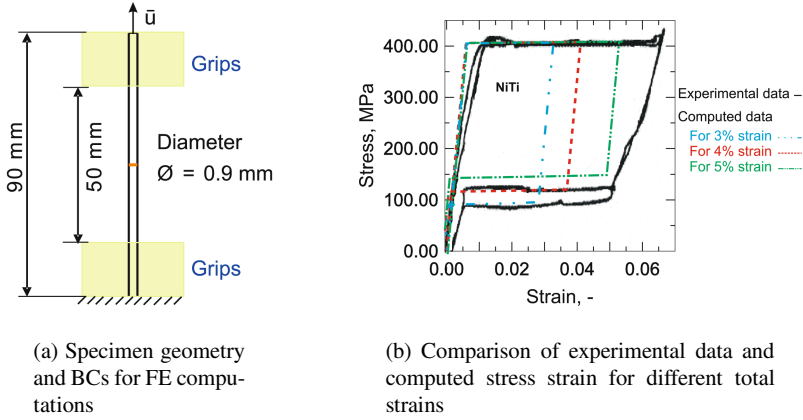 ū
Grips
90 mm
50 mm
Diameter
Ø = 0.9 mm
Grips
(a) Specimen geometry
and BCs for FE compu-
tations
Stress, MPa
400.00
300.00
200.00
100.00
0.00
0.00
0.02
0.04
0.06
Strain, -
NiTi
Experimental data –
Computed data
For 3% strain
For 4% strain
For 5% strain
(b) Comparison of experimental data and
computed stress strain for different total
strains